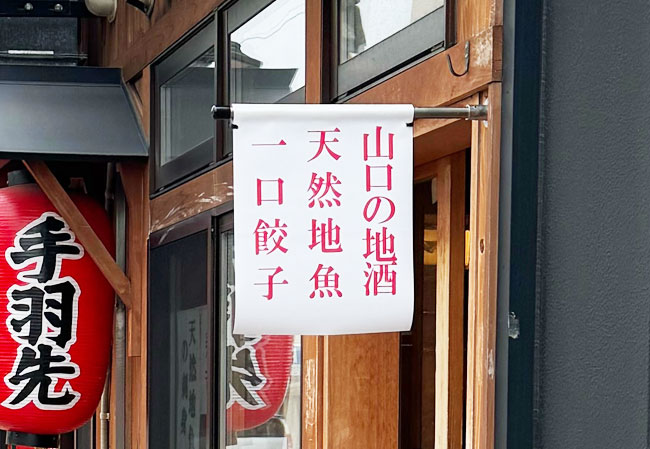 山口の地酒
天然地魚
一口餃子
手羽先